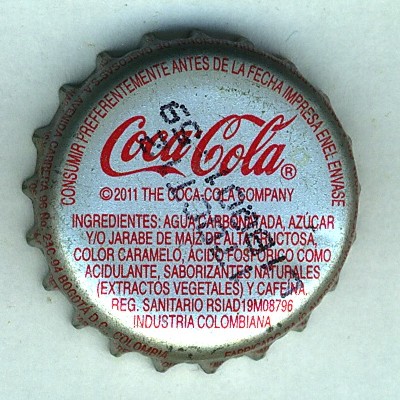 CONSUMIR PREFERENTEMENTE ANTES DE LA FECHA IMPRESA EN EL ENVASE
Coca-Cola®
©2011 THE COCA-COLA COMPANY
INGREDIENTES: AGUA CARBONATADA, AZÚCAR
Y/O JARABE DE MAÍZ DE ALTA FRUCTOSA,
COLOR CARAMELO, ÁCIDO FOSFÓRICO COMO
ACIDULANTE, SABORIZANTES NATURALES
(EXTRACTOS VEGETALES) Y CAFEÍNA.
REG. SANITARIO RSIAD19M08796
INDUSTRIA COLOMBIANA
BOGOTÁ, D.C. COLOMBIA